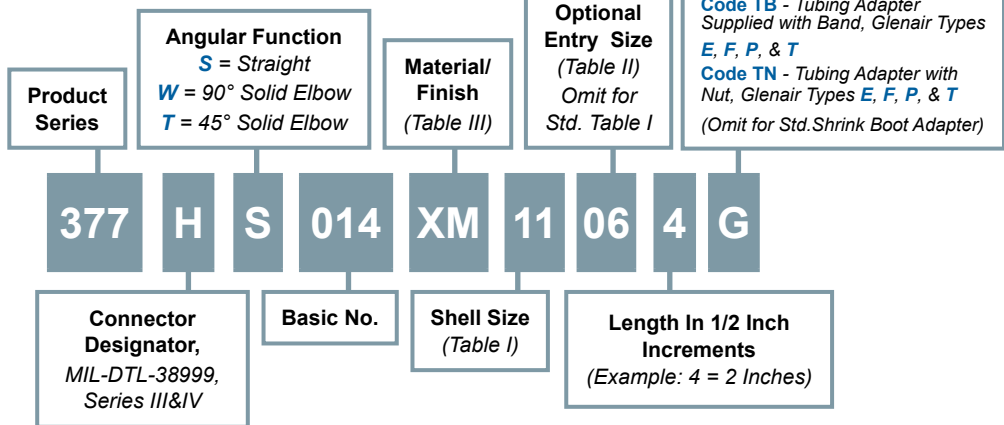 Product
Series
Angular Function
S = Straight
W = 90° Solid Elbow
T = 45° Solid Elbow
Material/
Finish
(Table III)
Optional
Entry Size
(Table II)
Omit for
Std. Table I
Code TB - Tubing Adapter
Supplied with Band, Glenair Types
E, F, P, & T
Code TN - Tubing Adapter with
Nut, Glenair Types E, F, P, & T
(Omit for Std.Shrink Boot Adapter)
377 H S 014 XM 11 06 4 G
Connector
Designator,
MIL-DTL-38999,
Series III&IV
Basic No.
Shell Size
(Table I)
Length In 1/2 Inch
Increments
(Example: 4 = 2 Inches)